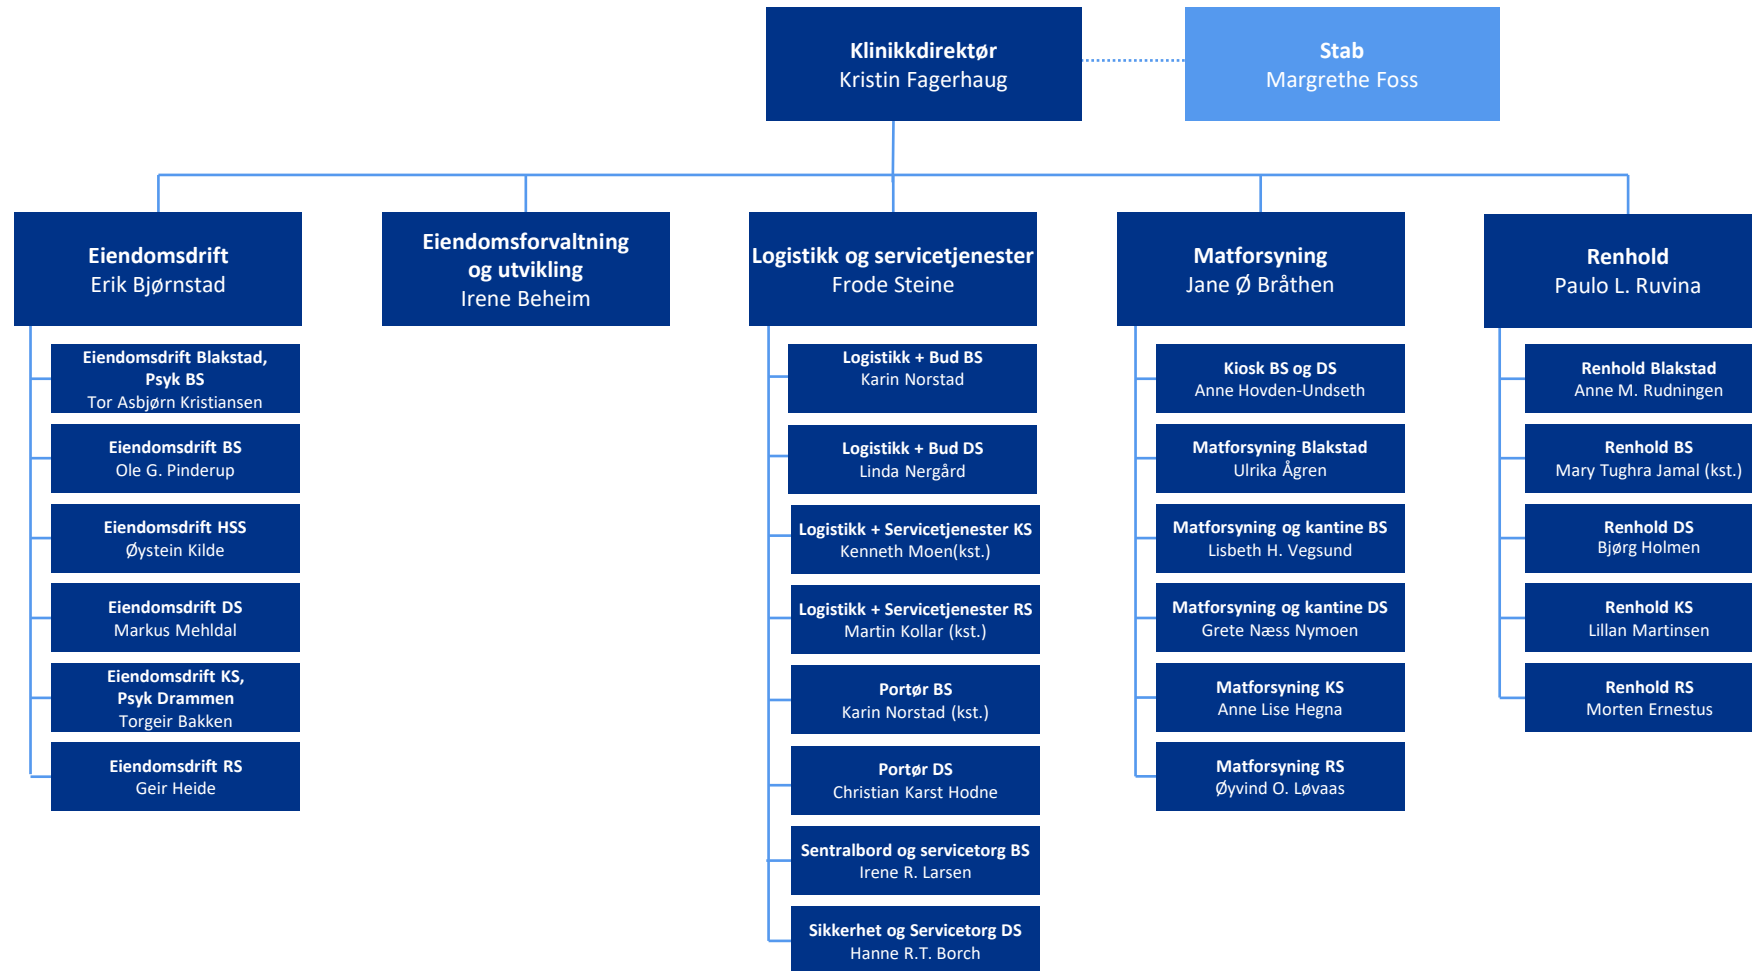 Klinikkdirektør
Kristin Fagerhaug
Stab
Margrethe Foss
Eiendomsdrift
Erik Bjørnstad
Eiendomsforvaltning
og utvikling
Irene Beheim
Logistikk og servicetjenester
Frode Steine
Matforsyning
Jane Ø Bråthen
Renhold
Paulo L. Ruvina
Eiendomsdrift Blakstad,
Psyk BS
Tor Asbjørn Kristiansen
Eiendomsdrift BS
Ole G. Pinderup
Eiendomsdrift HSS
Øystein Kilde
Eiendomsdrift DS
Markus Mehldal
Eiendomsdrift KS,
Psyk Drammen
Torgeir Bakken
Eiendomsdrift RS
Geir Heide
Logistikk + Bud BS
Karin Norstad
Logistikk + Bud DS
Linda Nergård
Logistikk + Servicetjenester KS
Kenneth Moen(kst.)
Logistikk + Servicetjenester RS
Martin Kollar (kst.)
Portør BS
Karin Norstad (kst.)
Portør DS
Christian Karst Hodne
Sentralbord og servicetorg BS
Irene R. Larsen
Sikkerhet og Servicetorg DS
Hanne R.T. Borch
Kiosk BS og DS
Anne Hovden-Undseth
Matforsyning Blakstad
Ulrika Ågren
Matforsyning og kantine BS
Lisbeth H. Vegsund
Matforsyning og kantine DS
Grete Næss Nymoen
Matforsyning KS
Anne Lise Hegna
Matforsyning RS
Øyvind O. Løvaas
Renhold Blakstad
Anne M. Rudningen
Renhold BS
Mary Tughra Jamal (kst.)
Renhold DS
Bjørg Holmen
Renhold KS
Lillan Martinsen
Renhold RS
Morten Ernestus